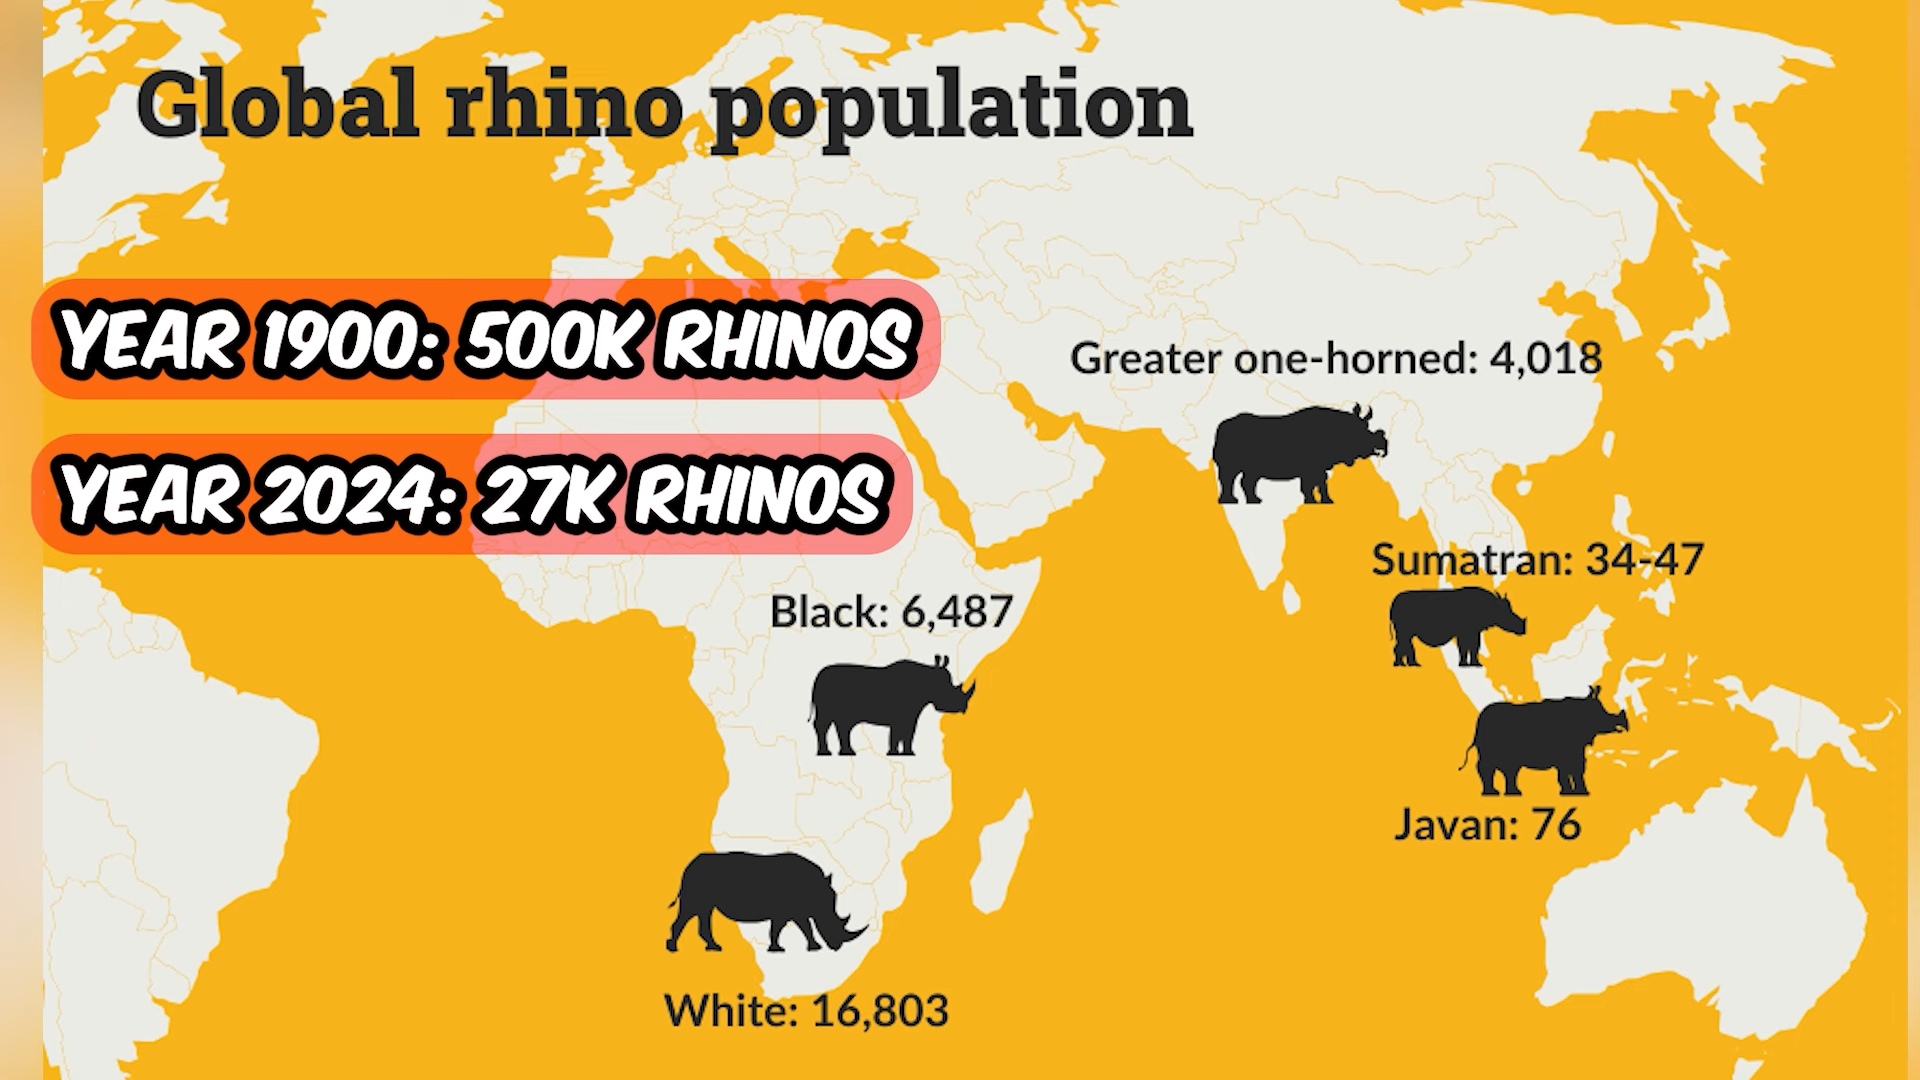 Global rhino population
YEAR 1900: 500K RHINOS
YEAR 2024: 27K RHINOS
Greater one-horned: 4,018
Sumatran: 34-47
Black: 6,487
Javan: 76
White: 16,803